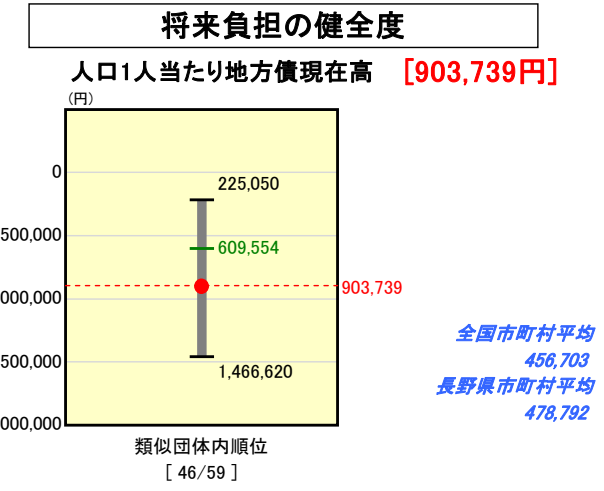 将来負担の健全度
人口1人当たり地方債現在高 [903,739円]
(円)
0
225,050
500,000
609,554
903,739
000,000
全国市町村平均
456,703
500,000
1,466,620
長野県市町村平均
478,792
000,000
類似団体内順位
[ 46/59 ]